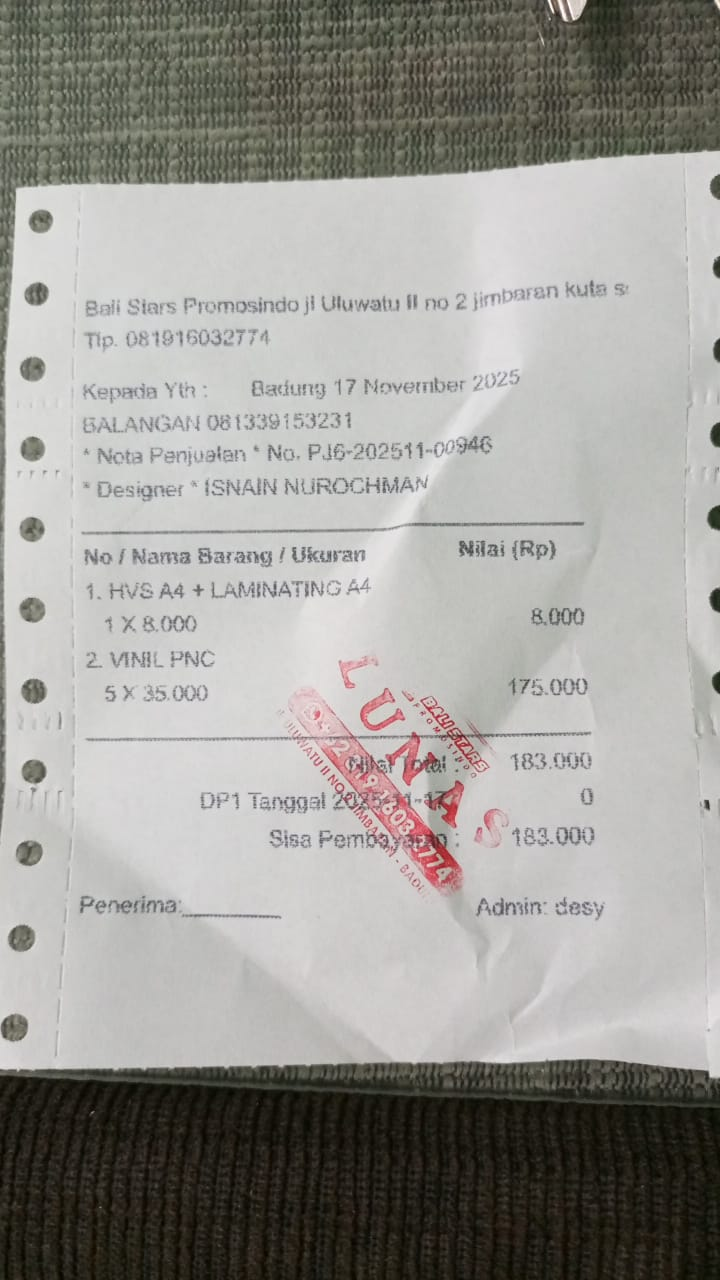 Bali Stars Promosindo jl Uluwatu II no 2 jimbaran kuta s
Tlp. 081916032774
Kepada Yth : Badung 17 November 2025
BALANGAN 081339153231
* Nota Penjualan * No. PJ6-202511-00946
* Designer * ISNAIN NUROCHMAN
No / Nama Barang / Ukuran Nilai (Rp)
1. HVS A4 + LAMINATING A4
1 X 8.000 8.000
2. VINIL PNC
5 X 35.000 175.000
Nilai Total : 183.000
DP1 Tanggal 0
Sisa Pembayaran : 183.000
Penerima: Admin: desy
LUNAS
BALI STARS
PROMOSINDO